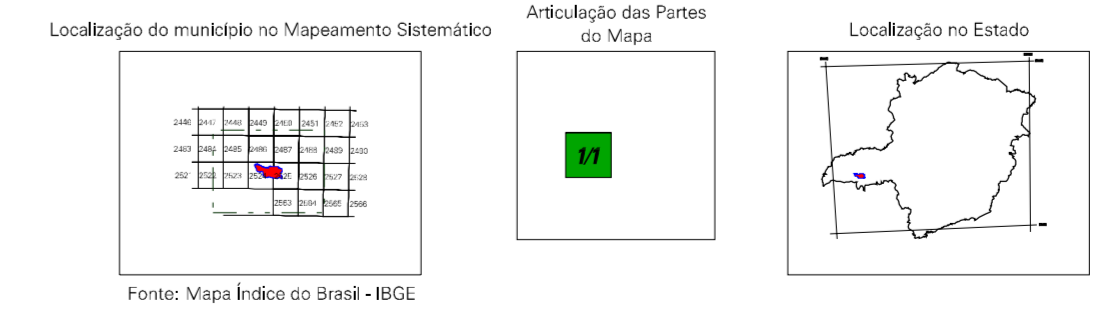 Localização do município no Mapeamento Sistemático
Articulação das Partes
do Mapa
Localização no Estado
2446 2447 2448 2449 2450 2451 2452 2453
2483 2484 2485 2486 2487 2488 2489 2490
2521 2522 2523 2526 2527 2528
2563 2564 2565 2566
1/1
Fonte: Mapa Índice do Brasil - IBGE